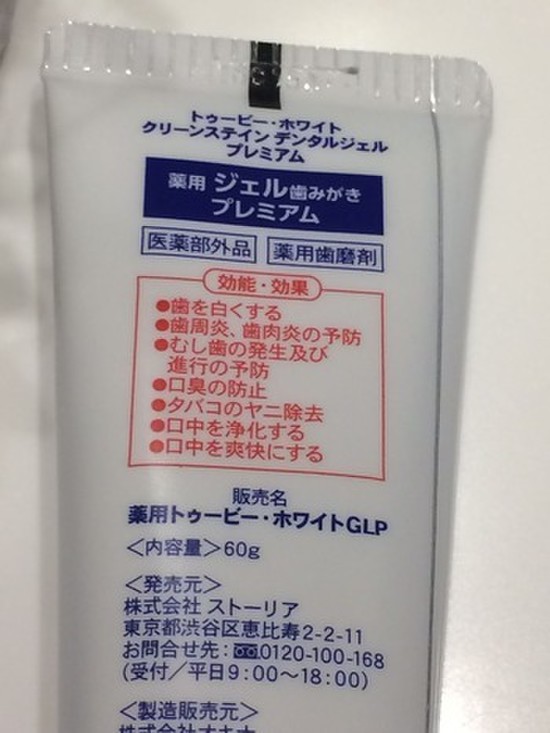 トゥービー・ホワイト
クリーンステイン デンタルジェル
プレミアム
薬用 ジェル歯みがき
プレミアム
医薬部外品 薬用歯磨剤
効能・効果
●歯を白くする
●歯周炎、歯肉炎の予防
●むし歯の発生及び
進行の予防
●口臭の防止
●タバコのヤニ除去
●口中を浄化する
●口中を爽快にする
販売名
薬用トゥービー・ホワイトGLP
＜内容量＞60g
＜発売元＞
株式会社 ストーリア
東京都渋谷区恵比寿2-2-11
お問合せ先：0120-100-168
(受付／平日9:00～18:00)
＜製造販売元＞
株式会社オキナ